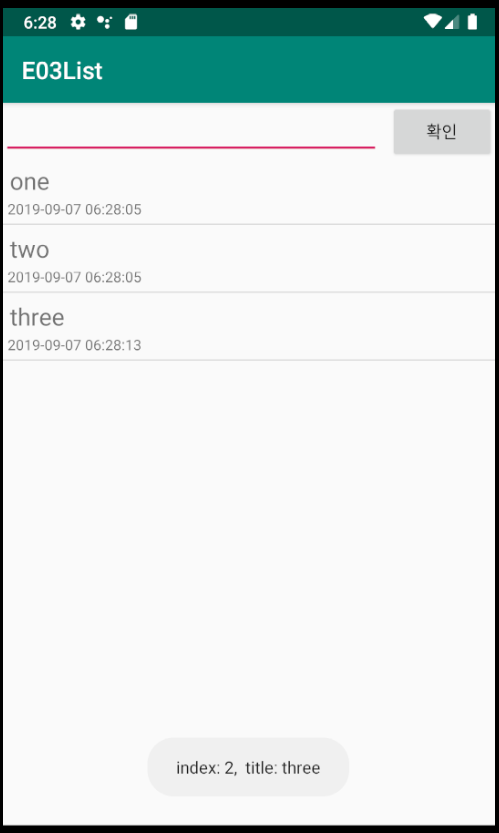 6:28
E03List
확인
one
2019-09-07 06:28:05
two
2019-09-07 06:28:05
three
2019-09-07 06:28:13
index: 2,  title: three